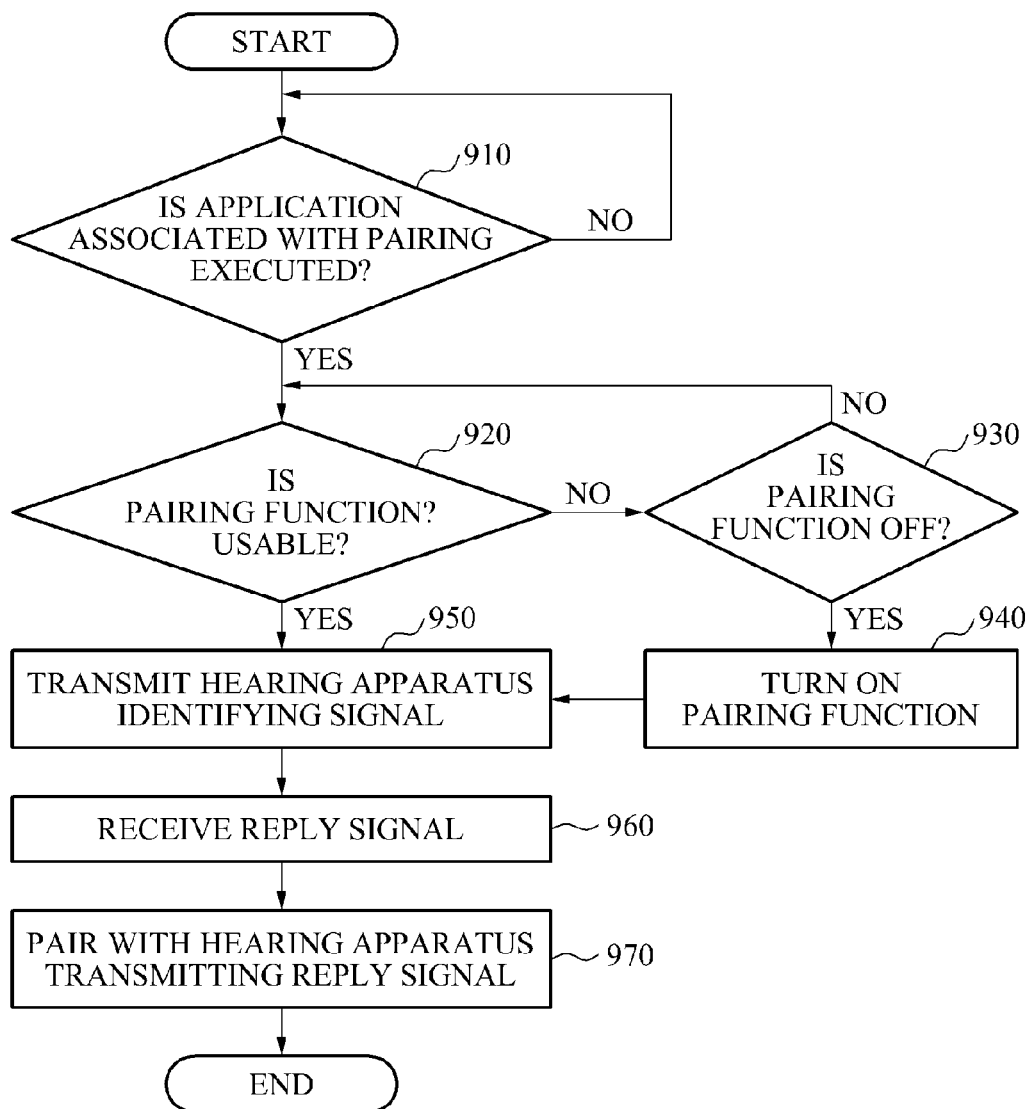 START
910
IS APPLICATION
ASSOCIATED WITH PAIRING
EXECUTED?
NO
YES
NO
920
930
IS
PAIRING FUNCTION?
USABLE?
NO
IS
PAIRING
FUNCTION OFF?
YES
950
YES
940
TRANSMIT HEARING APPARATUS
IDENTIFYING SIGNAL
TURN ON
PAIRING FUNCTION
RECEIVE REPLY SIGNAL
960
PAIR WITH HEARING APPARATUS
TRANSMITTING REPLY SIGNAL
970
END